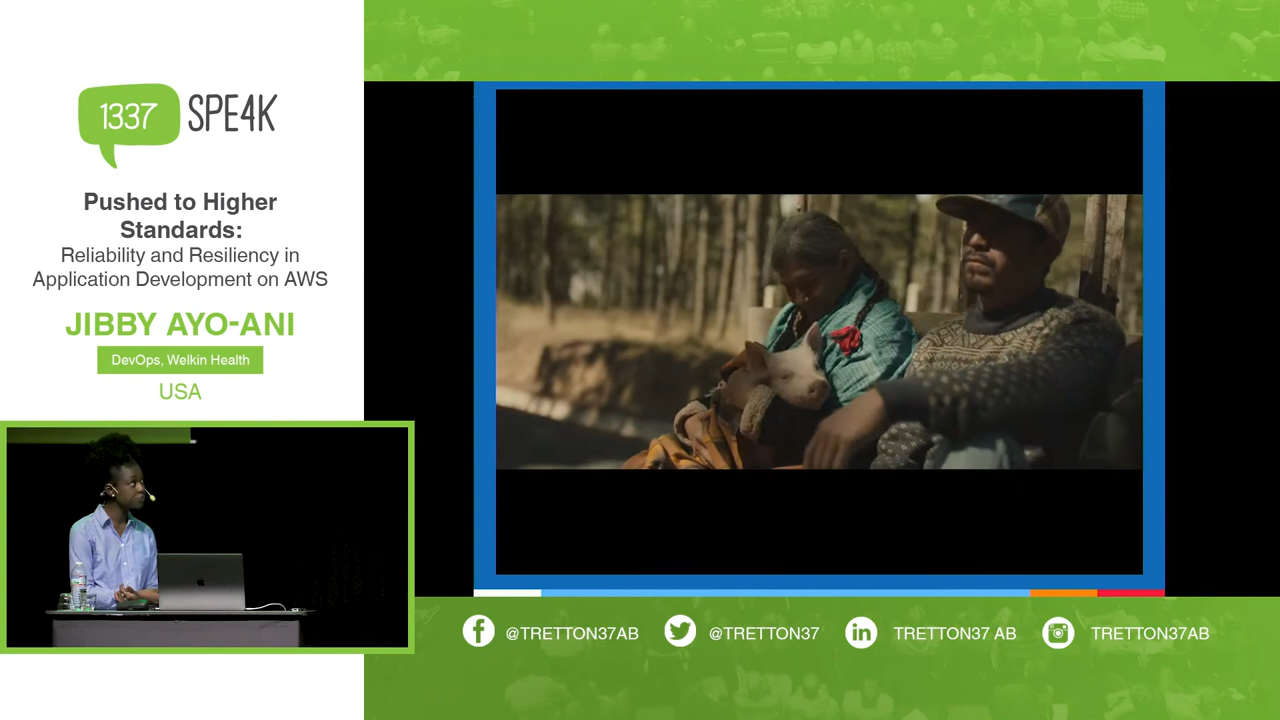 1337 SPE4K
Pushed to Higher
Standards:
Reliability and Resiliency in
Application Development on AWS
JIBBY AYO-ANI
DevOps, Welkin Health
USA
@TRETTON37AB
@TRETTON37
TRETTON37 AB
TRETTON37AB